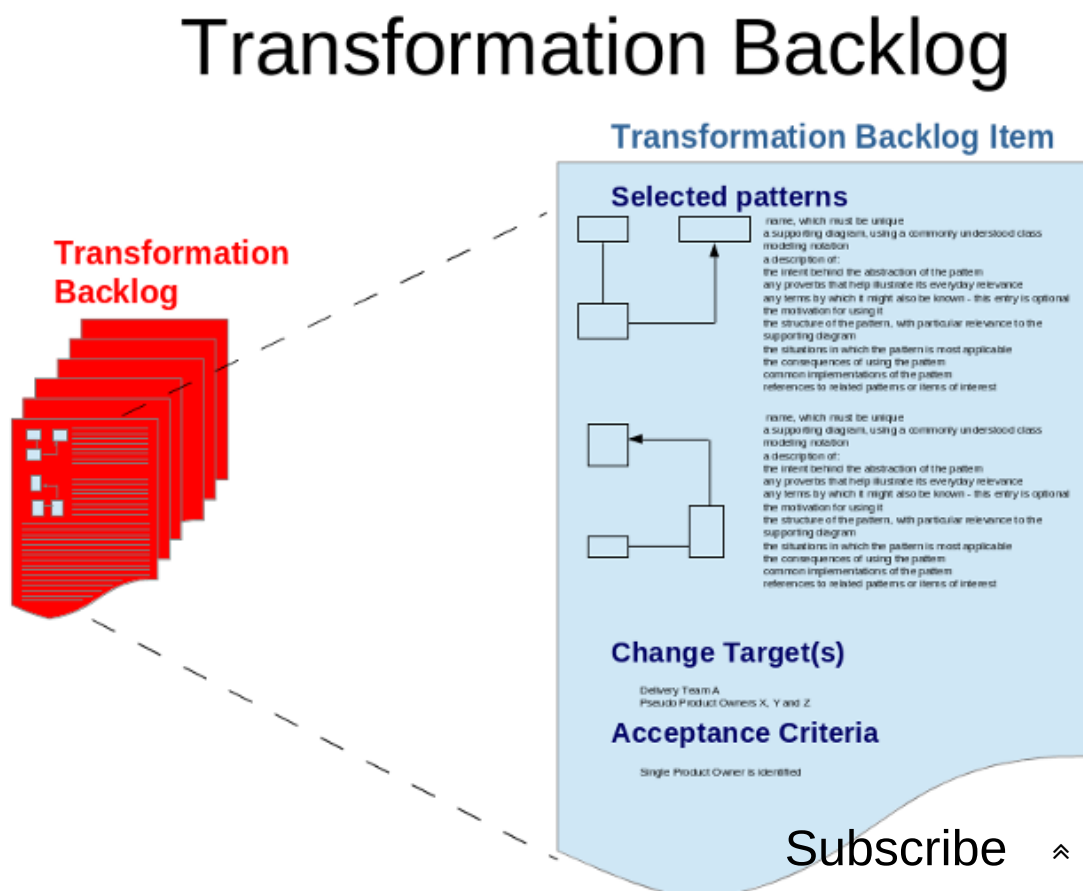 Transformation Backlog
Transformation Backlog Item
Selected patterns
name, which must be unique
a supporting diagram, using a commonly understood class
modeling notation
a description of:
the intent behind the abstraction of the pattern
any proverbs that help illustrate its everyday relevance
any terms by which it might also be known - this entry is optional
the motivation for using it
the structure of the pattern, with particular relevance to the
supporting diagram
the situations in which the pattern is most applicable
the consequences of using the pattern
common implementations of the pattern
references to related patterns or items of interest
Transformation
Backlog
name, which must be unique
a supporting diagram, using a commonly understood class
modeling notation
a description of:
the intent behind the abstraction of the pattern
any proverbs that help illustrate its everyday relevance
any terms by which it might also be known - this entry is optional
the motivation for using it
the structure of the pattern, with particular relevance to the
supporting diagram
the situations in which the pattern is most applicable
the consequences of using the pattern
common implementations of the pattern
references to related patterns or items of interest
Change Target(s)
Delivery Team A
Pseudo Product Owners X, Y and Z
Acceptance Criteria
Single Product Owner is identified
Subscribe